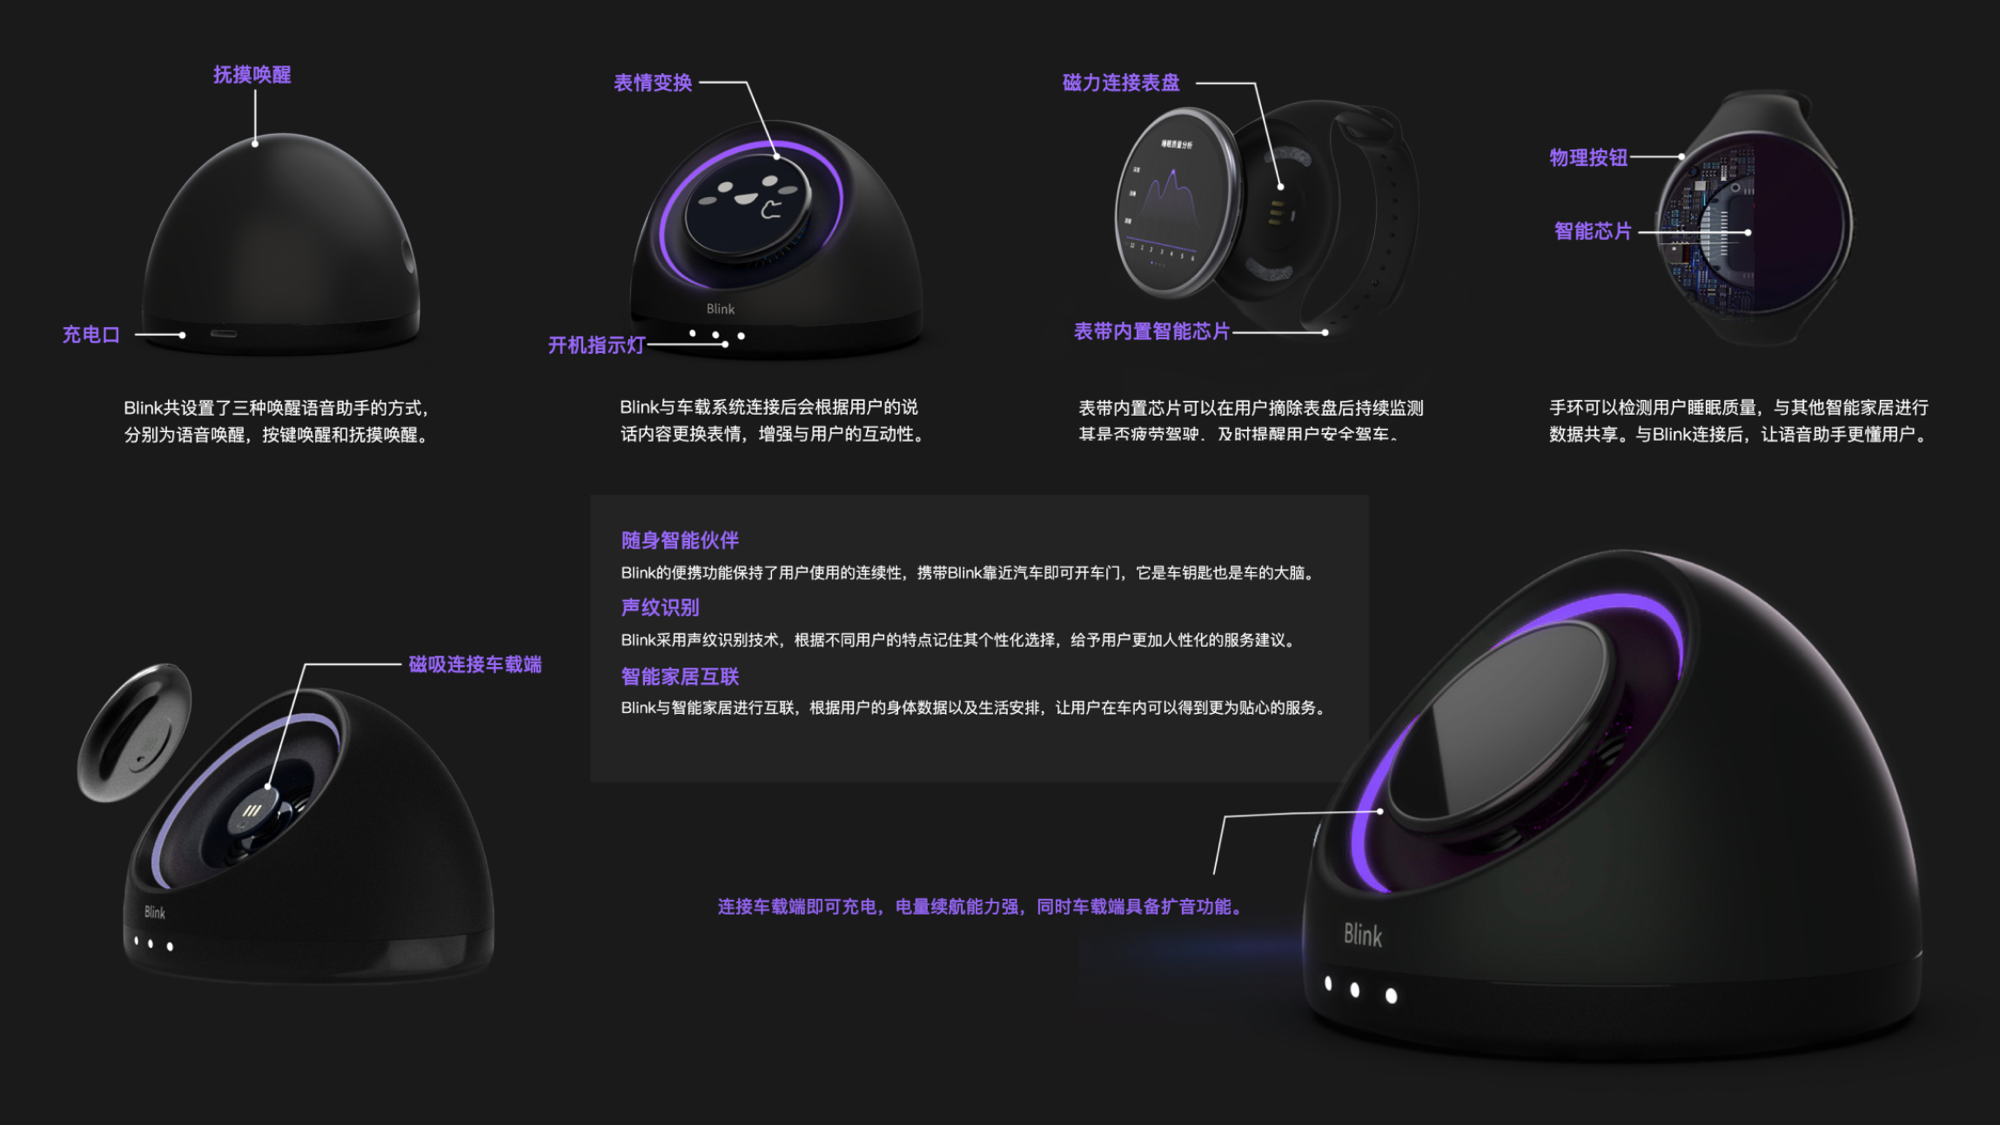 抚摸唤醒
充电口
Blink共设置了三种唤醒语音助手的方式，
分别为语音唤醒，按键唤醒和抚摸唤醒。
表情变换
Blink
开机指示灯
Blink与车载系统连接后会根据用户的说
话内容更换表情，增强与用户的互动性。
磁力连接表盘
睡眠质量分析
12 1 2 3 4 5 6
表带内置智能芯片
表带内置芯片可以在用户摘除表盘后持续监测
其是否疲劳驾驶，及时提醒用户安全驾车。
物理按钮
智能芯片
手环可以检测用户睡眠质量，与其他智能家居进行
数据共享。与Blink连接后，让语音助手更懂用户。
随身智能伙伴
Blink的便携功能保持了用户使用的连续性，携带Blink靠近汽车即可开车门，它是车钥匙也是车的大脑。
声纹识别
Blink采用声纹识别技术，根据不同用户的特点记住其个性化选择，给予用户更加人性化的服务建议。
智能家居互联
Blink与智能家居进行互联，根据用户的身体数据以及生活安排，让用户在车内可以得到更为贴心的服务。
磁吸连接车载端
Blink
连接车载端即可充电，电量续航能力强，同时车载端具备扩音功能。
Blink